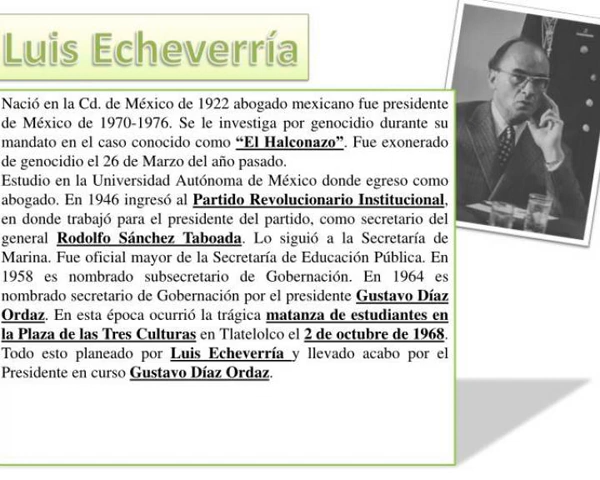 Luis Echeverría
Nació en la Cd. de México de 1922 abogado mexicano fue presidente
de México de 1970-1976. Se le investiga por genocidio durante su
mandato en el caso conocido como “El Halconazo”. Fue exonerado
de genocidio el 26 de Marzo del año pasado.
Estudio en la Universidad Autónoma de México donde egreso como
abogado. En 1946 ingresó al Partido Revolucionario Institucional,
en donde trabajó para el presidente del partido, como secretario del
general Rodolfo Sánchez Taboada. Lo siguió a la Secretaría de
Marina. Fue oficial mayor de la Secretaría de Educación Pública. En
1958 es nombrado subsecretario de Gobernación. En 1964 es
nombrado secretario de Gobernación por el presidente Gustavo Díaz
Ordaz. En esta época ocurrió la trágica matanza de estudiantes en
la Plaza de las Tres Culturas en Tlatelolco el 2 de octubre de 1968.
Todo esto planeado por Luis Echeverría y llevado acabo por el
Presidente en curso Gustavo Díaz Ordaz.